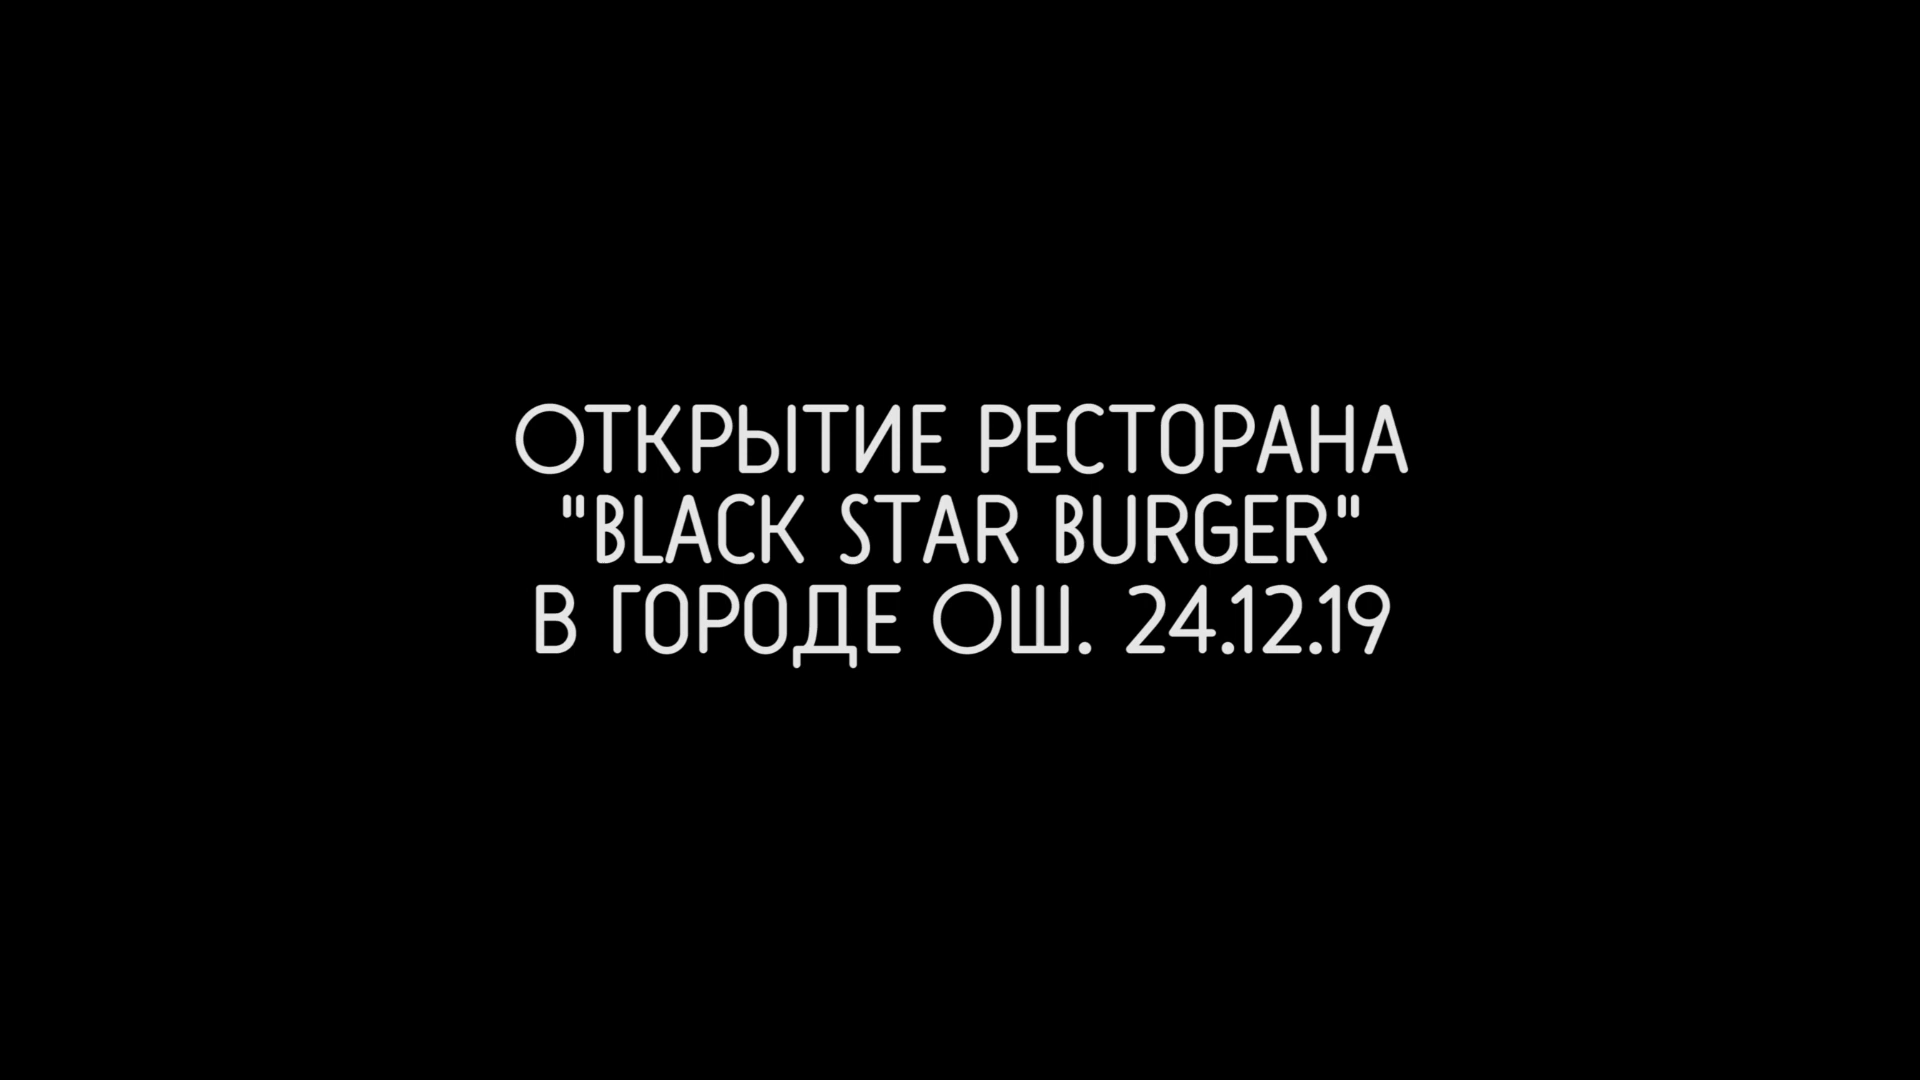 ОТКРЫТИЕ РЕСТОРАНА
"BLACK STAR BURGER"
В ГОРОДЕ ОШ. 24.12.19